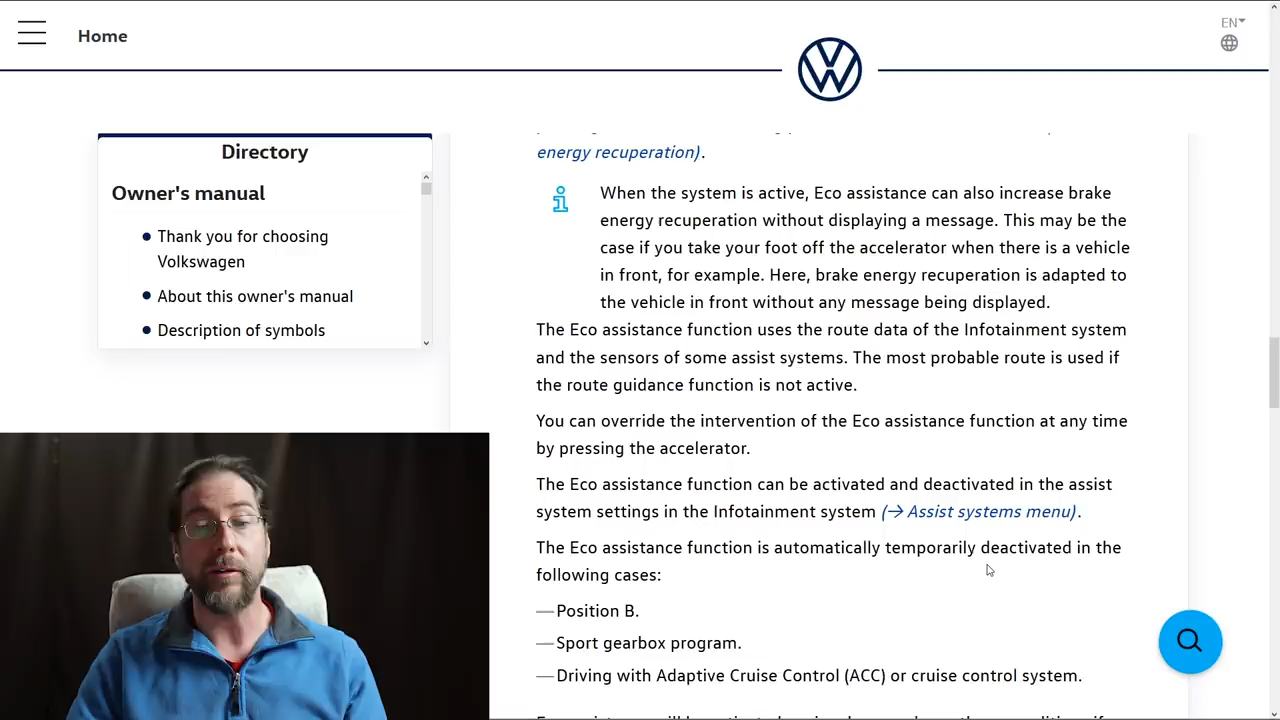 Home
EN
Directory
Owner's manual
Thank you for choosing
Volkswagen
About this owner's manual
Description of symbols
energy recuperation).
When the system is active, Eco assistance can also increase brake
energy recuperation without displaying a message. This may be the
case if you take your foot off the accelerator when there is a vehicle
in front, for example. Here, brake energy recuperation is adapted to
the vehicle in front without any message being displayed.
The Eco assistance function uses the route data of the Infotainment system
and the sensors of some assist systems. The most probable route is used if
the route guidance function is not active.
You can override the intervention of the Eco assistance function at any time
by pressing the accelerator.
The Eco assistance function can be activated and deactivated in the assist
system settings in the Infotainment system (→ Assist systems menu).
The Eco assistance function is automatically temporarily deactivated in the
following cases:
—Position B.
—Sport gearbox program.
—Driving with Adaptive Cruise Control (ACC) or cruise control system.